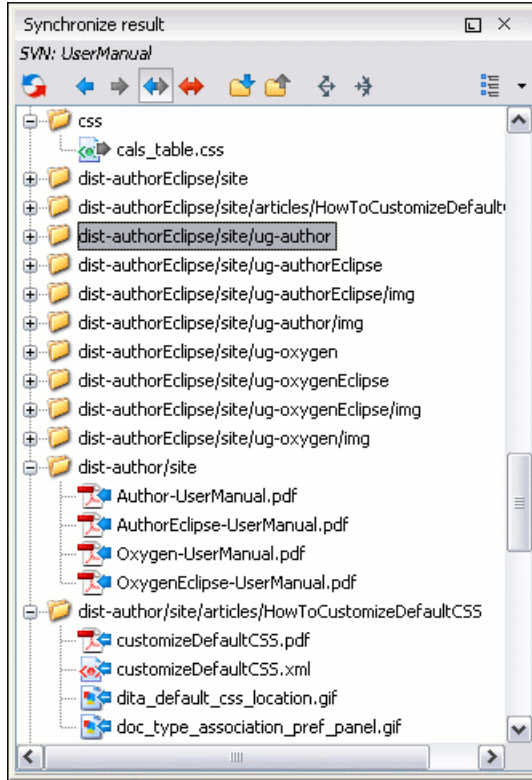 Synchronize result
SVN: UserManual
css
cals_table.css
dist-authorEclipse/site
dist-authorEclipse/site/articles/HowToCustomizeDefault
dist-authorEclipse/site/ug-author
dist-authorEclipse/site/ug-authorEclipse
dist-authorEclipse/site/ug-authorEclipse/img
dist-authorEclipse/site/ug-author/img
dist-authorEclipse/site/ug-oxygen
dist-authorEclipse/site/ug-oxygenEclipse
dist-authorEclipse/site/ug-oxygenEclipse/img
dist-authorEclipse/site/ug-oxygen/img
dist-author/site
Author-UserManual.pdf
AuthorEclipse-UserManual.pdf
Oxygen-UserManual.pdf
OxygenEclipse-UserManual.pdf
dist-author/site/articles/HowToCustomizeDefaultCSS
customizeDefaultCSS.pdf
customizeDefaultCSS.xml
dita_default_css_location.gif
doc_type_association_pref_panel.gif